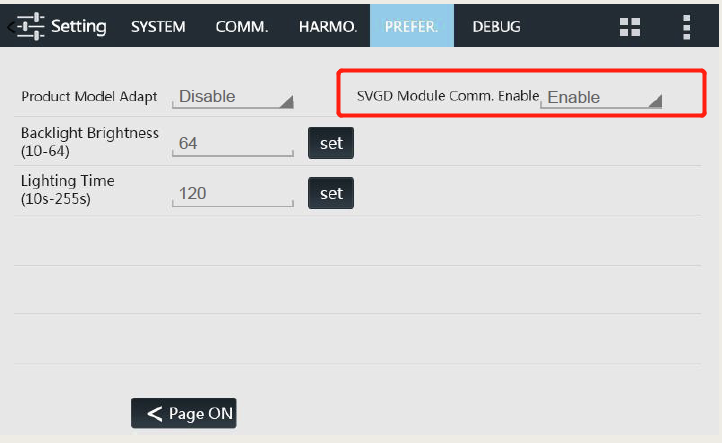 Setting SYSTEM COMM. HARMO. PREFER. DEBUG
Product Model Adapt Disable SVGD Module Comm. Enable Enable
Backlight Brightness
(10-64) 64 set
Lighting Time
(10s-255s) 120 set
< Page ON